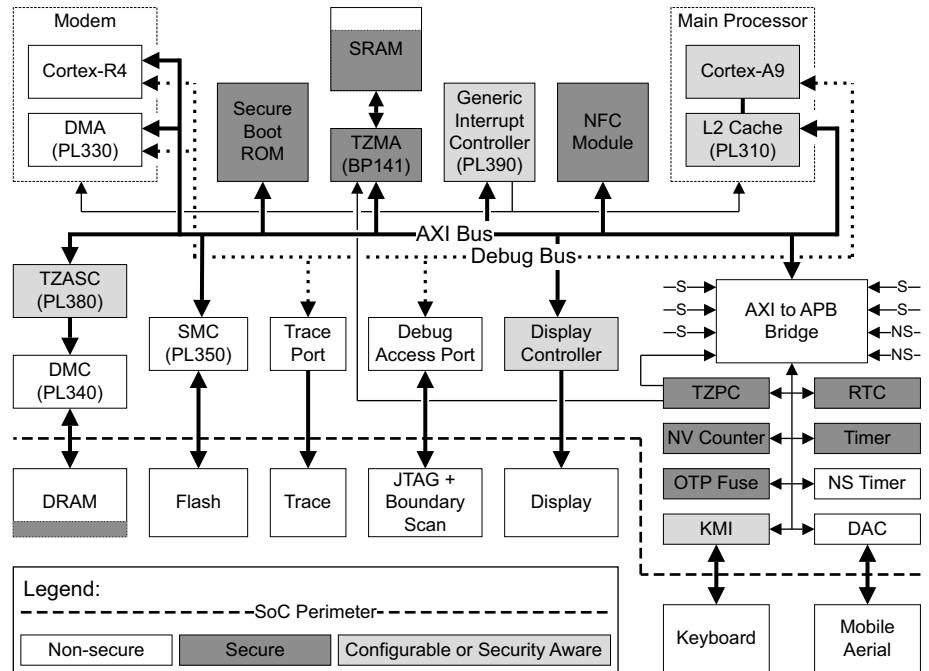 Modem
Cortex-R4
DMA
(PL330)
Secure
Boot
ROM
SRAM
TZMA
(BP141)
Generic
Interrupt
Controller
(PL390)
NFC
Module
Main Processor
Cortex-A9
L2 Cache
(PL310)
AXI Bus
Debug Bus
TZASC
(PL380)
DMC
(PL340)
SMC
(PL350)
Trace
Port
Debug
Access Port
Display
Controller
S
S
S
AXI to APB
Bridge
S
S
NS
NS
TZPC
RTC
NV Counter
Timer
OTP Fuse
NS Timer
KMI
DAC
DRAM
Flash
Trace
JTAG +
Boundary
Scan
Display
Keyboard
Mobile
Aerial
Legend:
SoC Perimeter
Non-secure
Secure
Configurable or Security Aware